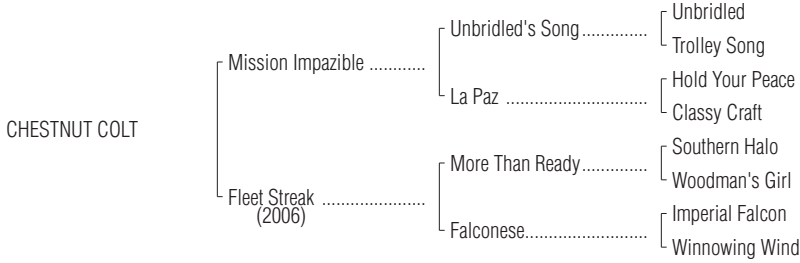 Unbridled
Unbridled's Song..............
Trolley Song
Mission Impazible ............
Hold Your Peace
La Paz ..............................
Classy Craft
CHESTNUT COLT
Southern Halo
More Than Ready..............
Woodman's Girl
Fleet Streak ......................
(2006)
Imperial Falcon
Falconese..........................
Winnowing Wind